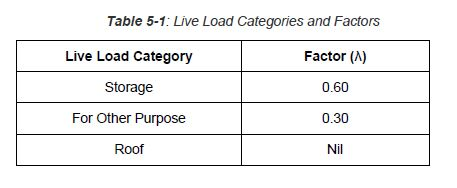 Table 5-1: Live Load Categories and Factors
Live Load Category Factor (λ)
Storage 0.60
For Other Purpose 0.30
Roof Nil